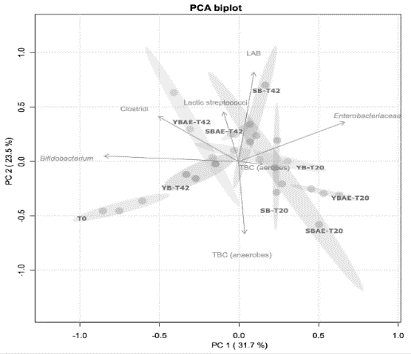 PCA biplot
1.0
LAB
SB-T42
Lactic streptococci
Clostridi
Enterobacteriaceae
0.5
YBAE-T42
SBAE-T42
Bifidobacterium
TBC (aerobes)
YB-T20
0.0
YB-T42
YBAE-T20
SB-T20
T0
SBAE-T20
-0.5
TBC (anaerobes)
-1.0
PC 2 ( 23.5 %)
-1.0 -0.5 0.0 0.5 1.0
PC 1 ( 31.7 %)